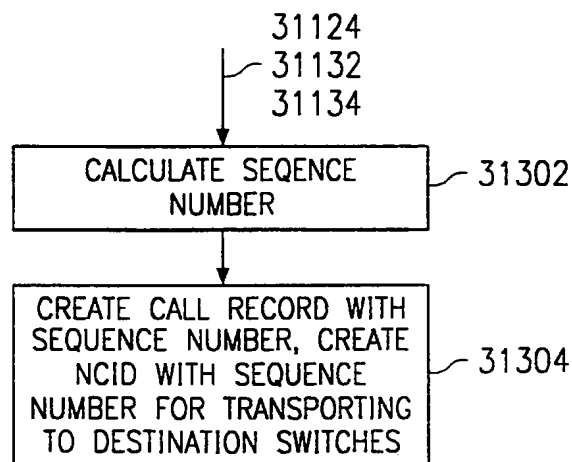 31124
31132
31134
CALCULATE SEQENCE
NUMBER
31302
CREATE CALL RECORD WITH
SEQUENCE NUMBER, CREATE
NCID WITH SEQUENCE
NUMBER FOR TRANSPORTING
TO DESTINATION SWITCHES
31304